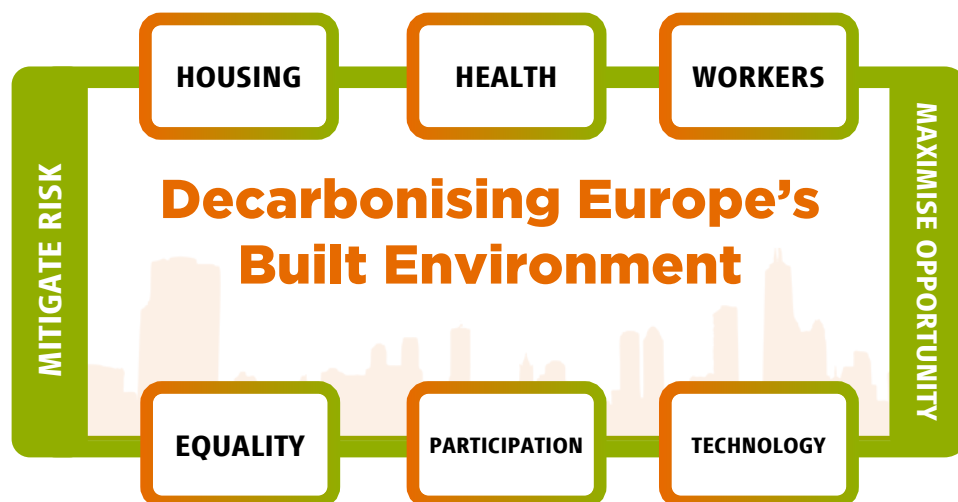 HOUSING
HEALTH
WORKERS
MITIGATE RISK
Decarbonising Europe’s
Built Environment
MAXIMISE OPPORTUNITY
EQUALITY
PARTICIPATION
TECHNOLOGY